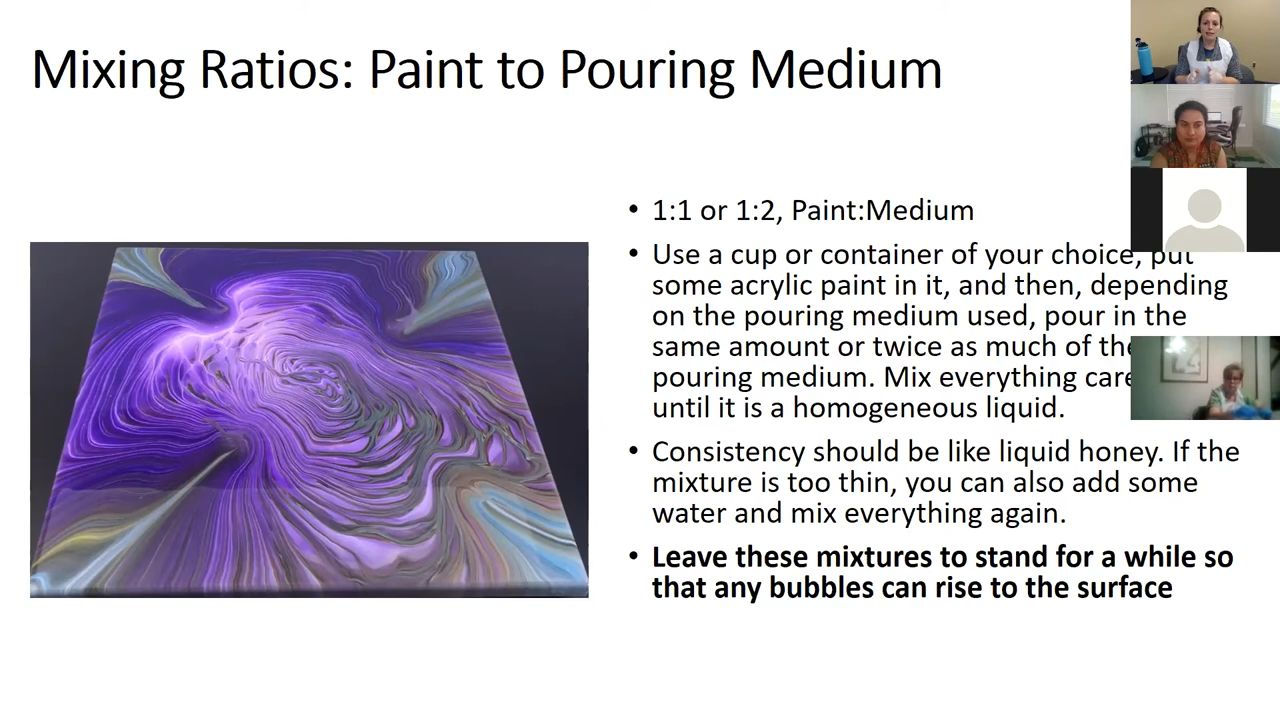 Mixing Ratios: Paint to Pouring Medium
• 1:1 or 1:2, Paint:Medium
• Use a cup or container of your choice, put
some acrylic paint in it, and then, depending
on the pouring medium used, pour in the
same amount or twice as much of the
pouring medium. Mix everything
until it is a homogeneous liquid.
• Consistency should be like liquid honey. If the
mixture is too thin, you can also add some
water and mix everything again.
• Leave these mixtures to stand for a while so
that any bubbles can rise to the surface